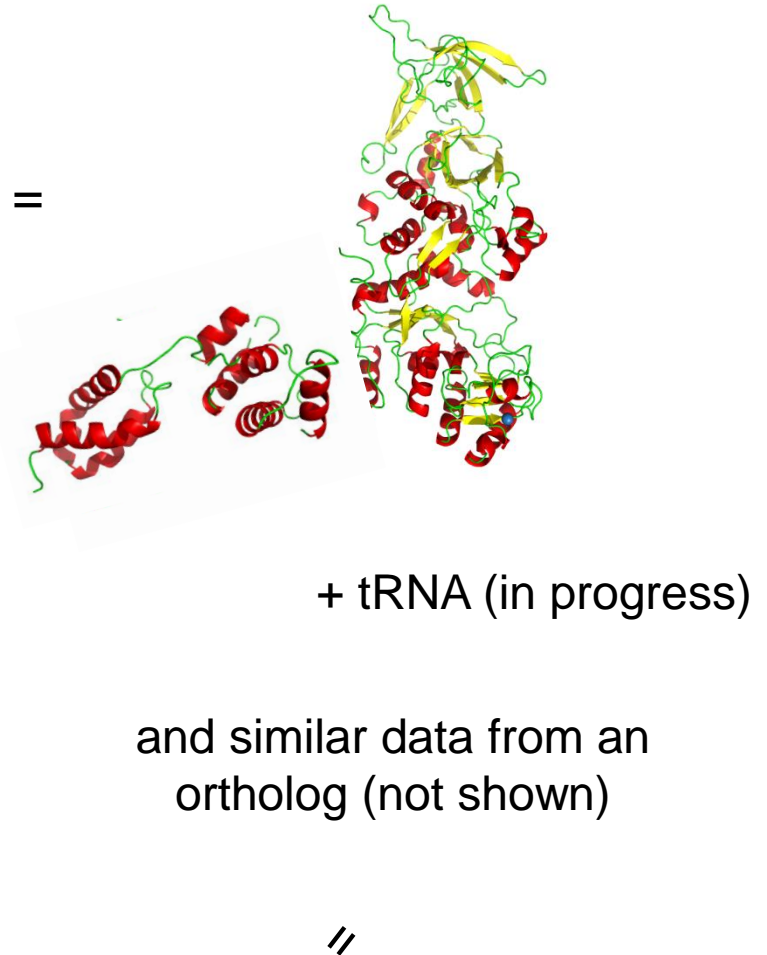 =
+ tRNA (in progress)
and similar data from an
ortholog (not shown)
=